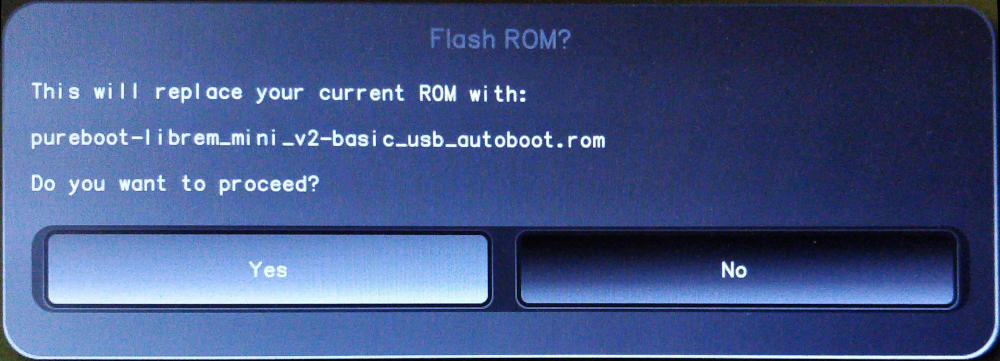 Flash ROM?
This will replace your current ROM with:
pureboot-librem_mini_v2-basic_usb_autoboot.rom
Do you want to proceed?
Yes No